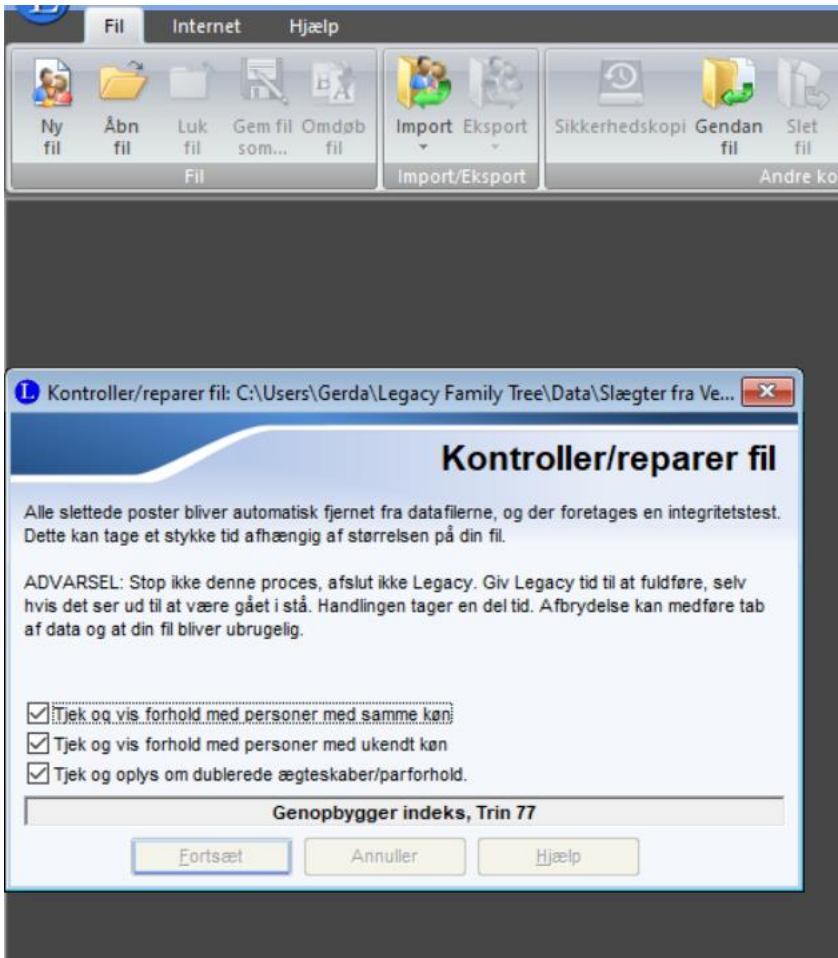 Fil Internet Hjælp
Ny fil
Åbn fil
Luk fil
Gem fil som...
Omdøb fil
Import
Eksport
Sikkerhedskopi
Gendan fil
Slet fil
Fil
Import/Eksport
Andre ko
L Kontroller/reparer fil: C:\Users\Gerda\Legacy Family Tree\Data\Slægter fra Ve...
Kontroller/reparer fil
Alle slettede poster bliver automatisk fjernet fra datafilerne, og der foretages en integritetstest.
Dette kan tage et stykke tid afhængig af størrelsen på din fil.
ADVARSEL: Stop ikke denne proces, afslut ikke Legacy. Giv Legacy tid til at fuldføre, selv
hvis det ser ud til at være gået i stå. Handlingen tager en del tid. Afbrydelse kan medføre tab
af data og at din fil bliver ubrugelig.
Tjek og vis forhold med personer med samme køn
Tjek og vis forhold med personer med ukendt køn
Tjek og oplys om dublerede ægteskaber/parforhold.
Genopbygger indeks, Trin 77
Fortsæt Annuller Hjælp